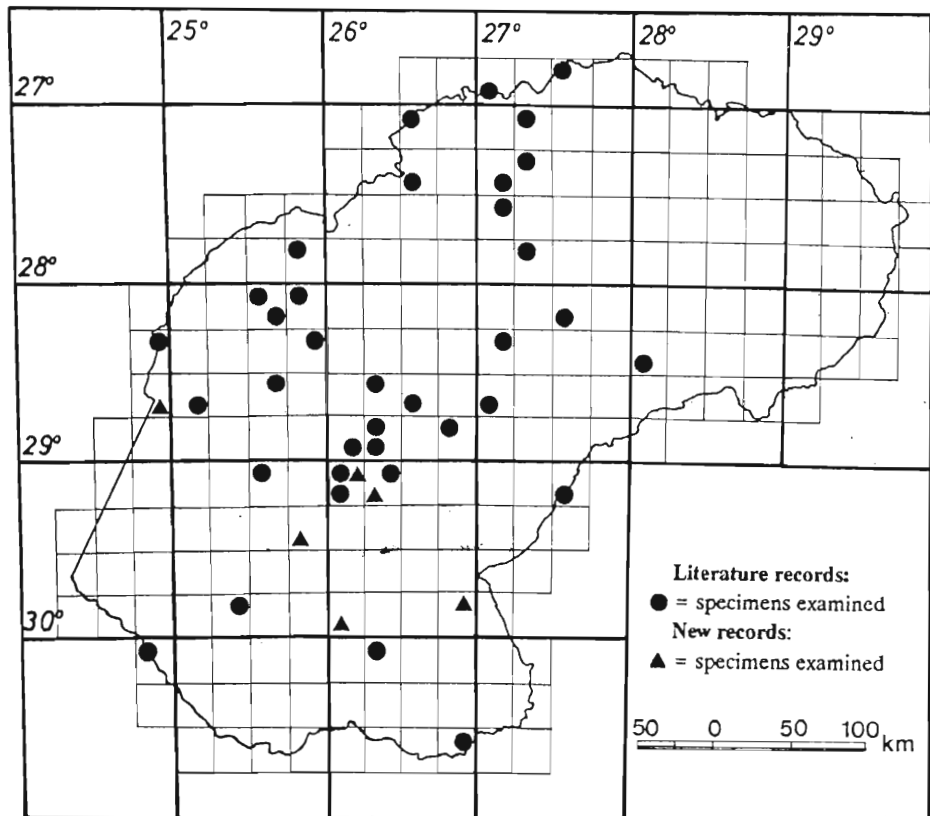 25° 26° 27° 28° 29°
27°
28°
29°
30°
Literature records:
● = specimens examined
New records:
▲ = specimens examined
50 0 50 100 km